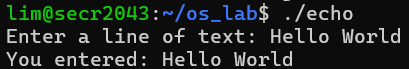 lim@secr2043:~/os_lab$ ./echo
Enter a line of text: Hello World
You entered: Hello World